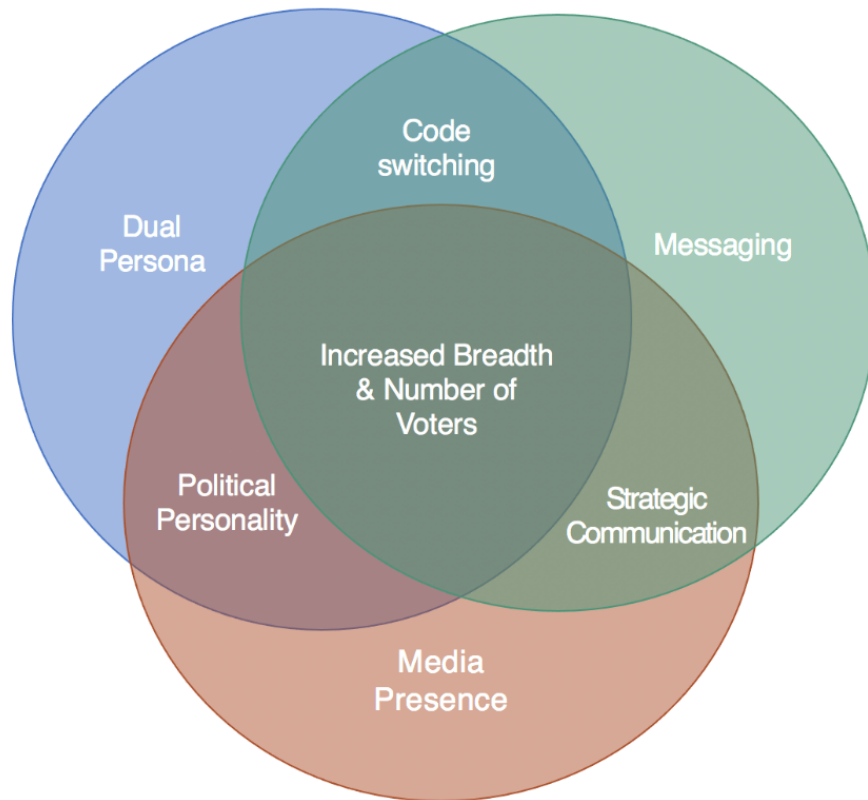 Code
switching
Dual
Persona
Messaging
Increased Breadth
& Number of
Voters
Political
Personality
Strategic
Communication
Media
Presence